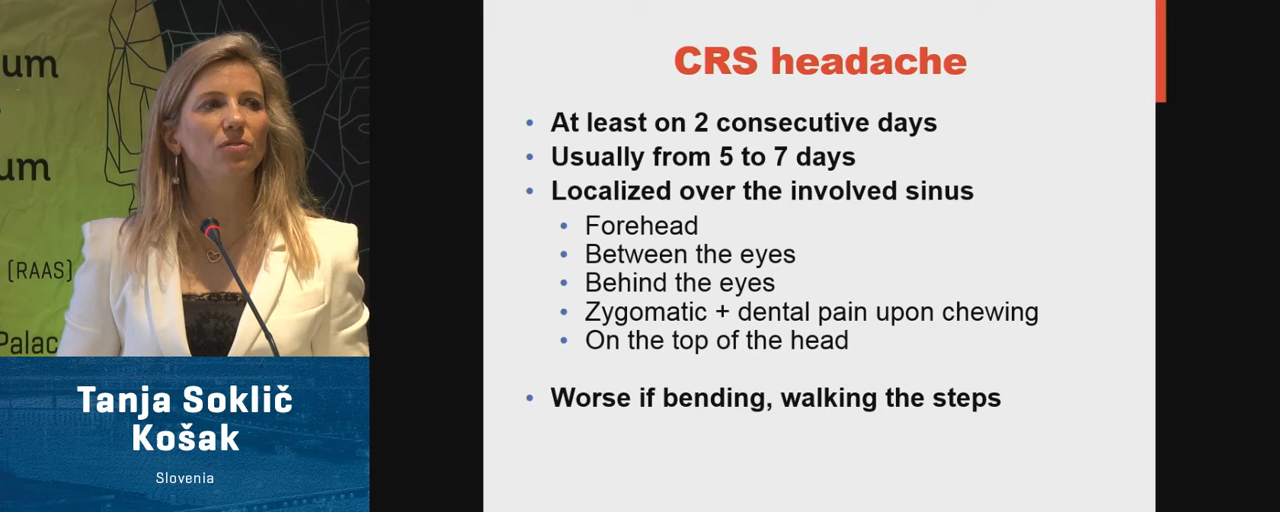 um
um
(RAAS)
Palac
Tanja Soklič
Košak
Slovenia
CRS headache
• At least on 2 consecutive days
• Usually from 5 to 7 days
• Localized over the involved sinus
• Forehead
• Between the eyes
• Behind the eyes
• Zygomatic + dental pain upon chewing
• On the top of the head
• Worse if bending, walking the steps